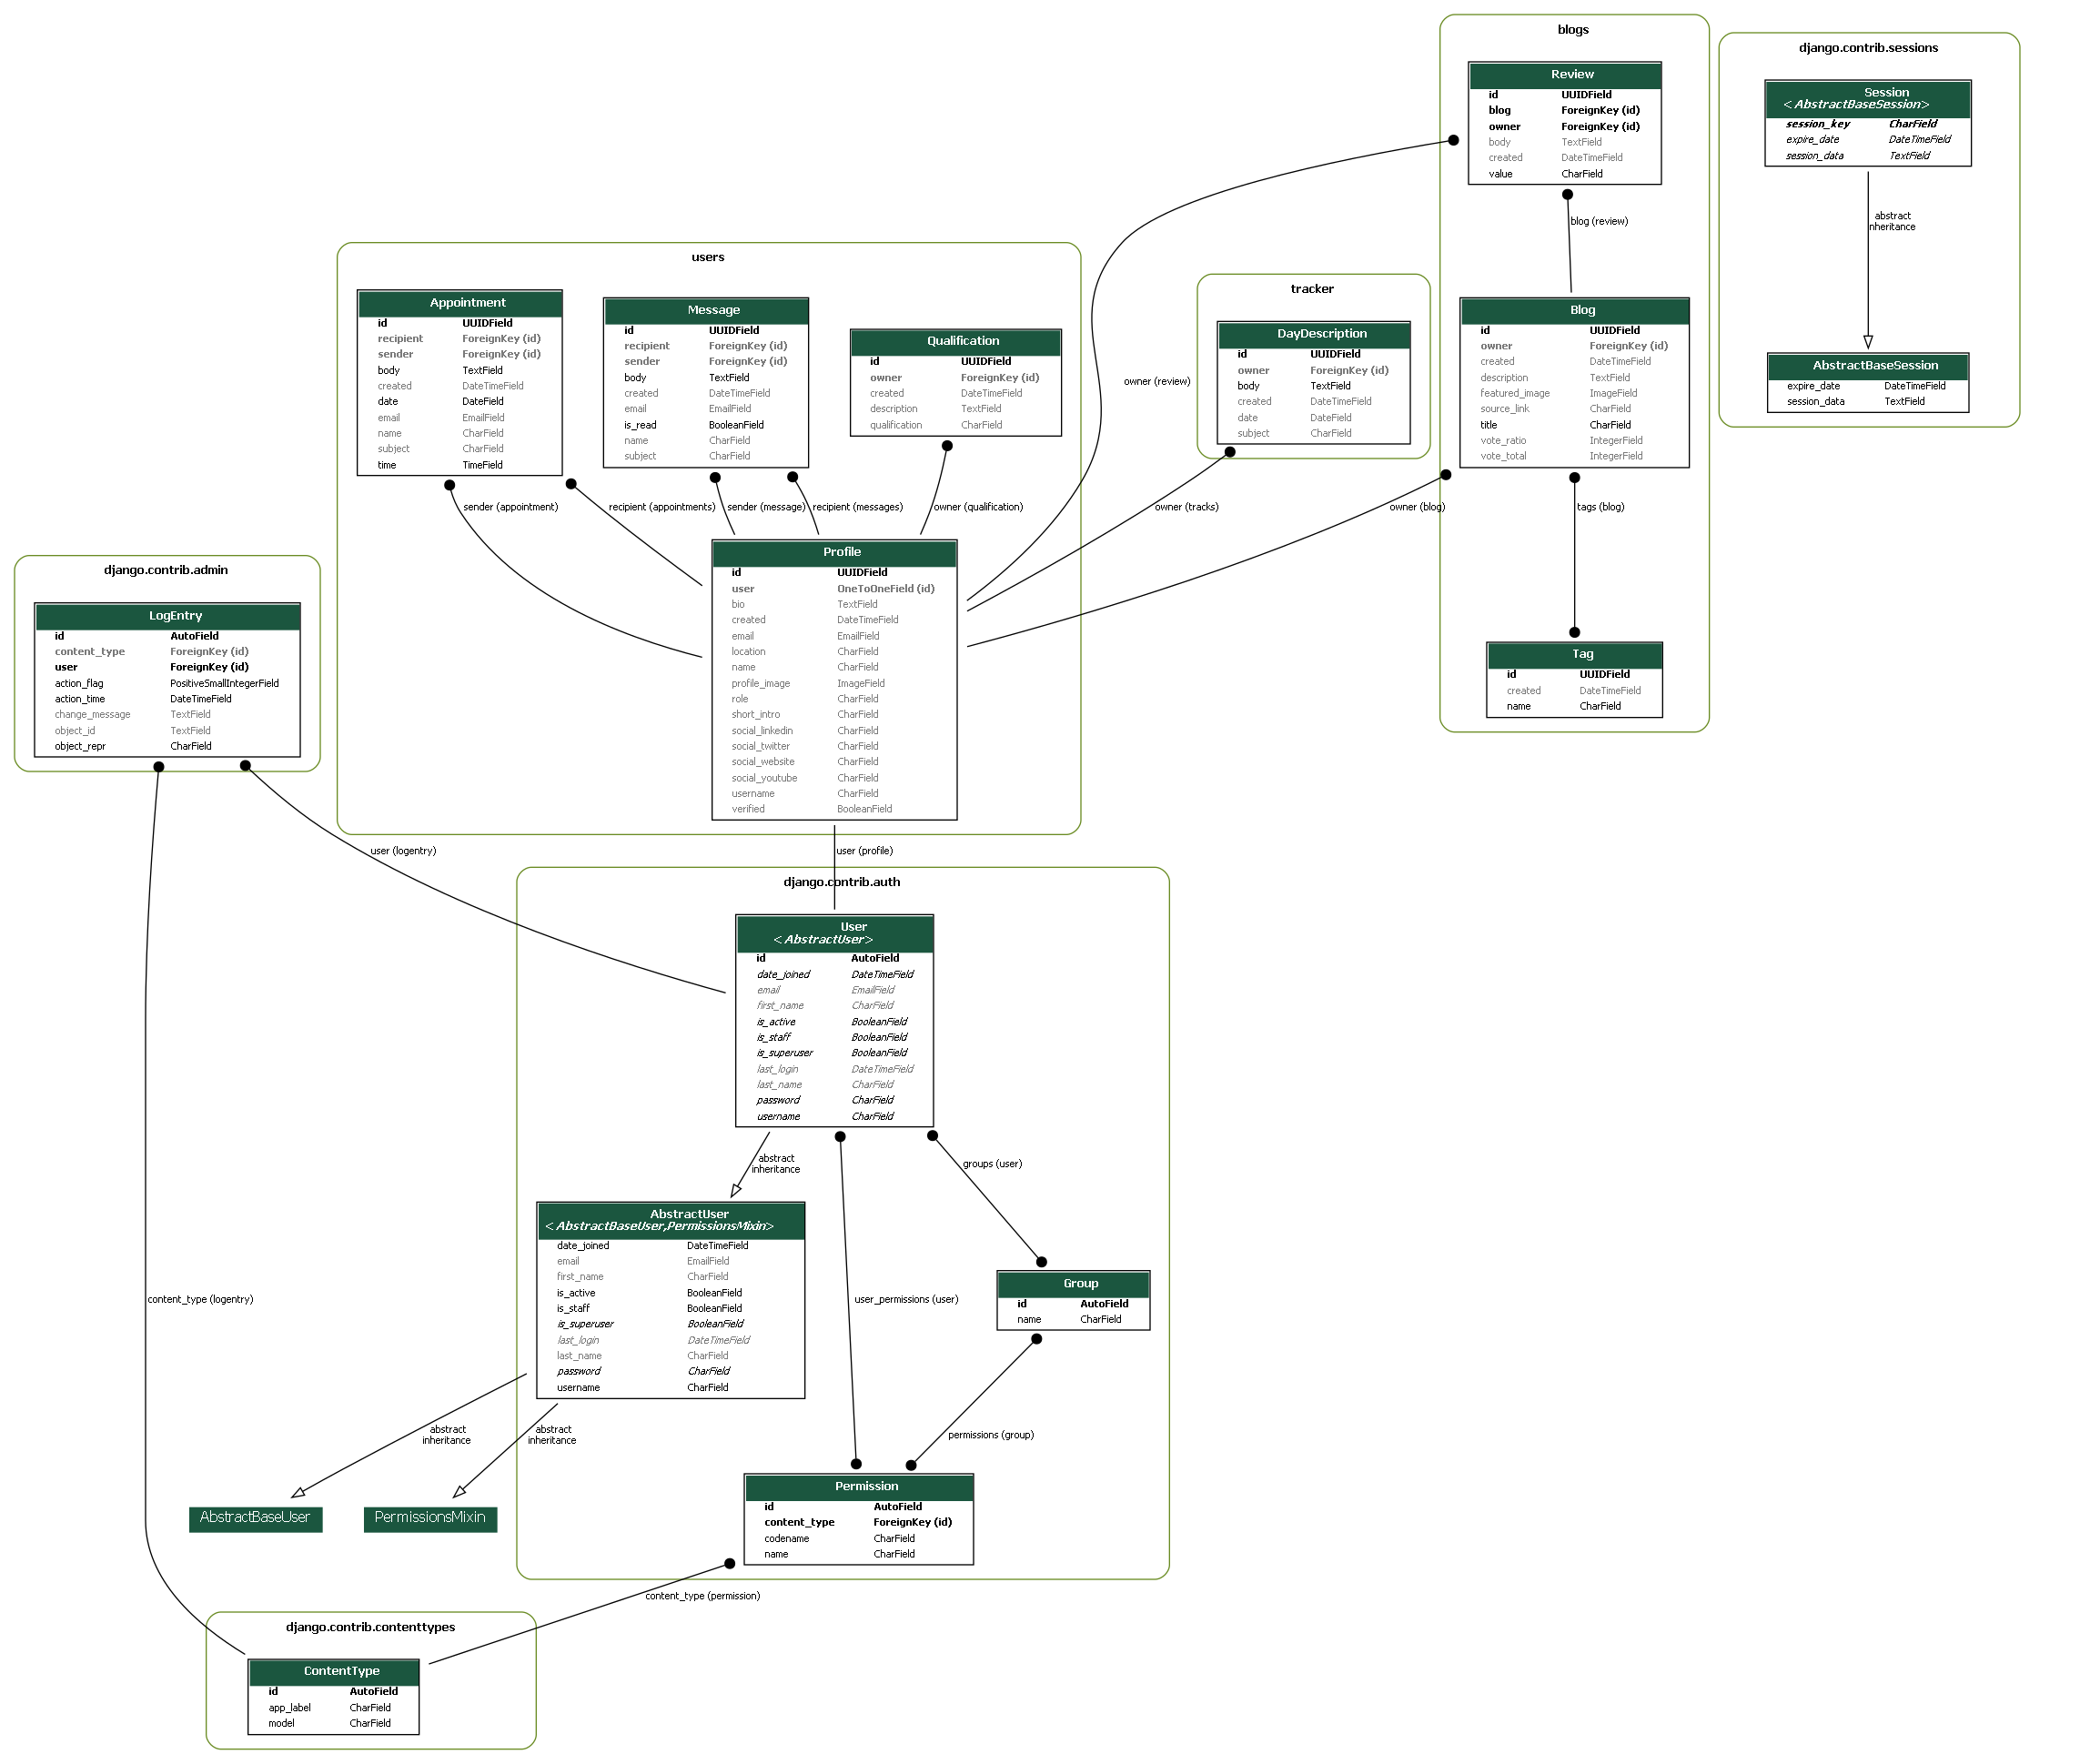 blogs
Review
id UUIDField
blog ForeignKey (id)
owner ForeignKey (id)
body TextField
created DateTimeField
value CharField
blog (review)
Blog
id UUIDField
owner ForeignKey (id)
created DateTimeField
description TextField
featured_image ImageField
source_link CharField
title CharField
vote_ratio IntegerField
vote_total IntegerField
tags (blog)
Tag
id UUIDField
created DateTimeField
name CharField
django.contrib.sessions
Session
<AbstractBaseSession>
session_key CharField
expire_date DateTimeField
session_data TextField
abstract
nheritance
AbstractBaseSession
expire_date DateTimeField
session_data TextField
users
Appointment
id UUIDField
recipient ForeignKey (id)
sender ForeignKey (id)
body TextField
created DateTimeField
date DateField
email EmailField
name CharField
subject CharField
time TimeField
Message
id UUIDField
recipient ForeignKey (id)
sender ForeignKey (id)
body TextField
created DateTimeField
email EmailField
is_read BooleanField
name CharField
subject CharField
Qualification
id UUIDField
owner ForeignKey (id)
created DateTimeField
description TextField
qualification CharField
tracker
DayDescription
id UUIDField
owner ForeignKey (id)
body TextField
created DateTimeField
date DateField
subject CharField
owner (review)
sender (appointment)
recipient (appointments)
sender (message)
recipient (messages)
owner (qualification)
owner (tracks)
owner (blog)
Profile
id UUIDField
user OneToOneField (id)
bio TextField
created DateTimeField
email EmailField
location CharField
name CharField
profile_image ImageField
role CharField
short_intro CharField
social_linkedin CharField
social_twitter CharField
social_website CharField
social_youtube CharField
username CharField
verified BooleanField
django.contrib.admin
LogEntry
id AutoField
content_type ForeignKey (id)
user ForeignKey (id)
action_flag PositiveSmallIntegerField
action_time DateTimeField
change_message TextField
object_id TextField
object_repr CharField
user (logentry)
user (profile)
django.contrib.auth
User
<AbstractUser>
id AutoField
date_joined DateTimeField
email EmailField
first_name CharField
is_active BooleanField
is_staff BooleanField
is_superuser BooleanField
last_login DateTimeField
last_name CharField
password CharField
username CharField
abstract
inheritance
groups (user)
AbstractUser
<AbstractBaseUser,PermissionsMixin>
date_joined DateTimeField
email EmailField
first_name CharField
is_active BooleanField
is_staff BooleanField
is_superuser BooleanField
last_login DateTimeField
last_name CharField
password CharField
username CharField
content_type (logentry)
user_permissions (user)
Group
id AutoField
name CharField
abstract
inheritance
abstract
inheritance
permissions (group)
AbstractBaseUser
PermissionsMixin
Permission
id AutoField
content_type ForeignKey (id)
codename CharField
name CharField
content_type (permission)
django.contrib.contenttypes
ContentType
id AutoField
app_label CharField
model CharField